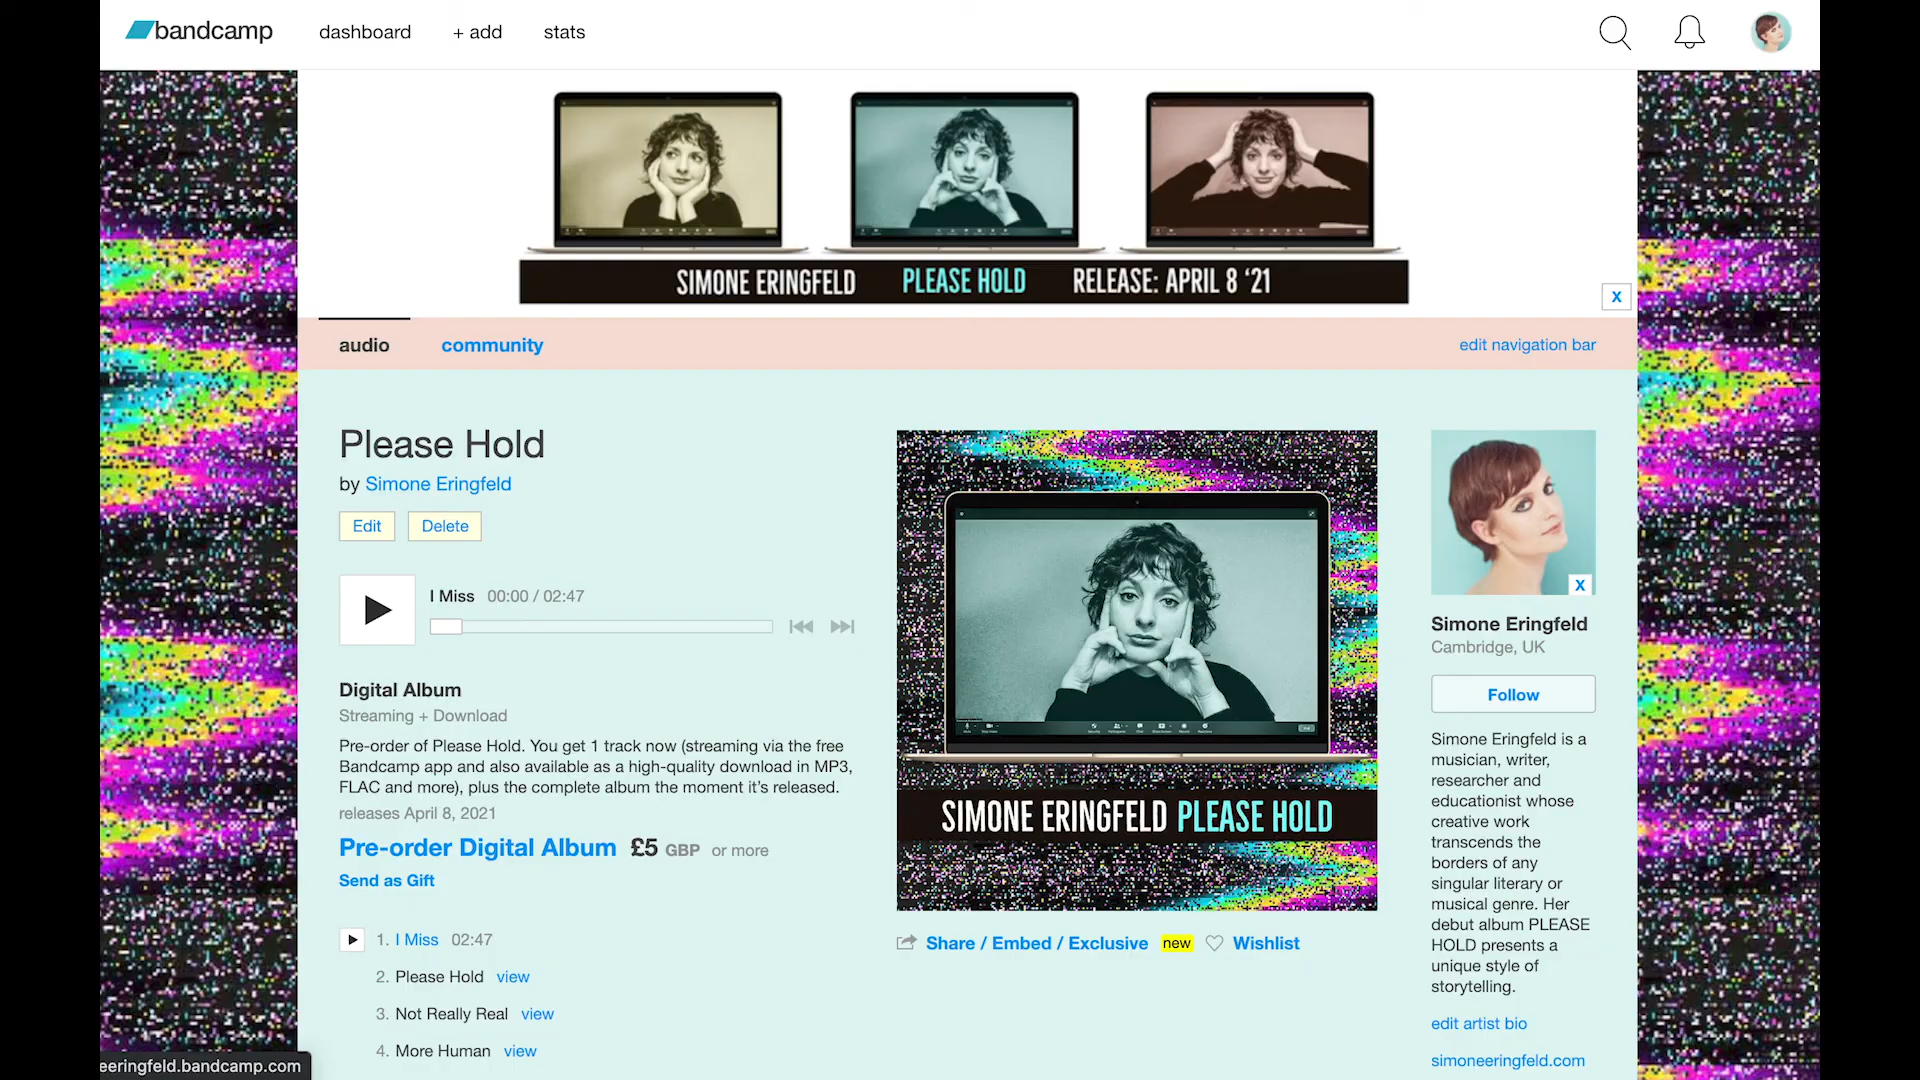 bandcamp
dashboard
+ add
stats
SIMONE ERINGFELD PLEASE HOLD RELEASE: APRIL 8 ‘21
X
audio
community
edit navigation bar
Please Hold
by Simone Eringfeld
Edit
Delete
I Miss 00:00 / 02:47
Digital Album
Streaming + Download
Pre-order of Please Hold. You get 1 track now (streaming via the free
Bandcamp app and also available as a high-quality download in MP3,
FLAC and more), plus the complete album the moment it’s released.
releases April 8, 2021
Pre-order Digital Album £5 GBP or more
Send as Gift
1. I Miss 02:47
2. Please Hold view
3. Not Really Real view
4. More Human view
SIMONE ERINGFELD PLEASE HOLD
Share / Embed / Exclusive new
Wishlist
X
Simone Eringfeld
Cambridge, UK
Follow
Simone Eringfeld is a
musician, writer,
researcher and
educationist whose
creative work
transcends the
borders of any
singular literary or
musical genre. Her
debut album PLEASE
HOLD presents a
unique style of
storytelling.
edit artist bio
simoneeringfeld.com
eeringfeld.bandcamp.com